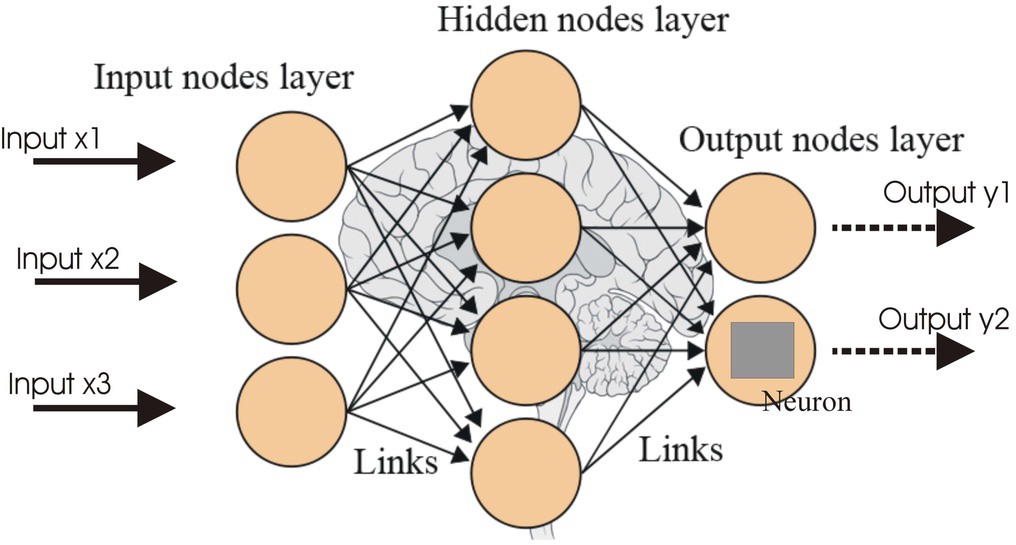 Hidden nodes layer
Input nodes layer
Output nodes layer
Input x1
Input x2
Input x3
Output y1
Output y2
Neuron
Links
Links